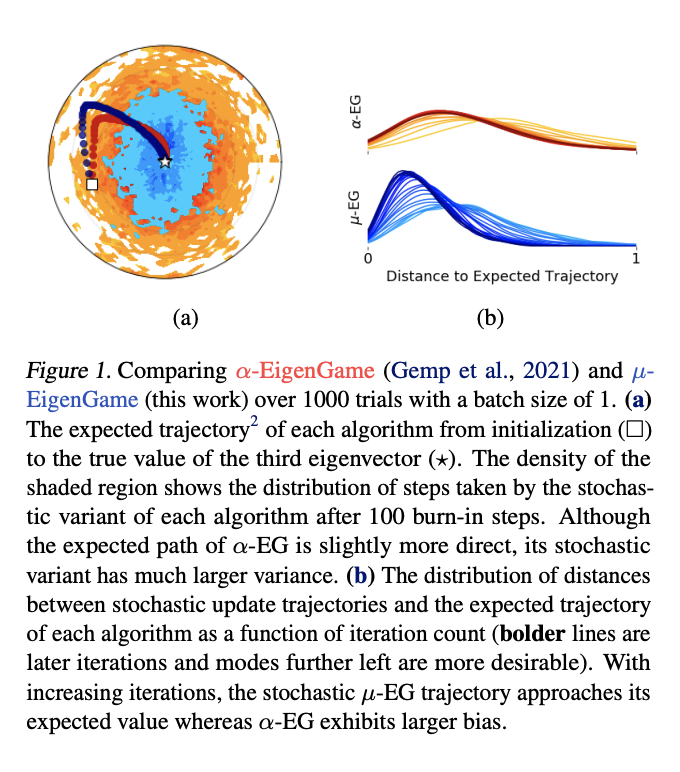 α-EG
μ-EG
0
1
Distance to Expected Trajectory
(a)
(b)
Figure 1. Comparing α-EigenGame (Gemp et al., 2021) and μ-
EigenGame (this work) over 1000 trials with a batch size of 1. (a)
The expected trajectory² of each algorithm from initialization (□)
to the true value of the third eigenvector (⋆). The density of the
shaded region shows the distribution of steps taken by the stochas-
tic variant of each algorithm after 100 burn-in steps. Although
the expected path of α-EG is slightly more direct, its stochastic
variant has much larger variance. (b) The distribution of distances
between stochastic update trajectories and the expected trajectory
of each algorithm as a function of iteration count (bolder lines are
later iterations and modes further left are more desirable). With
increasing iterations, the stochastic μ-EG trajectory approaches its
expected value whereas α-EG exhibits larger bias.